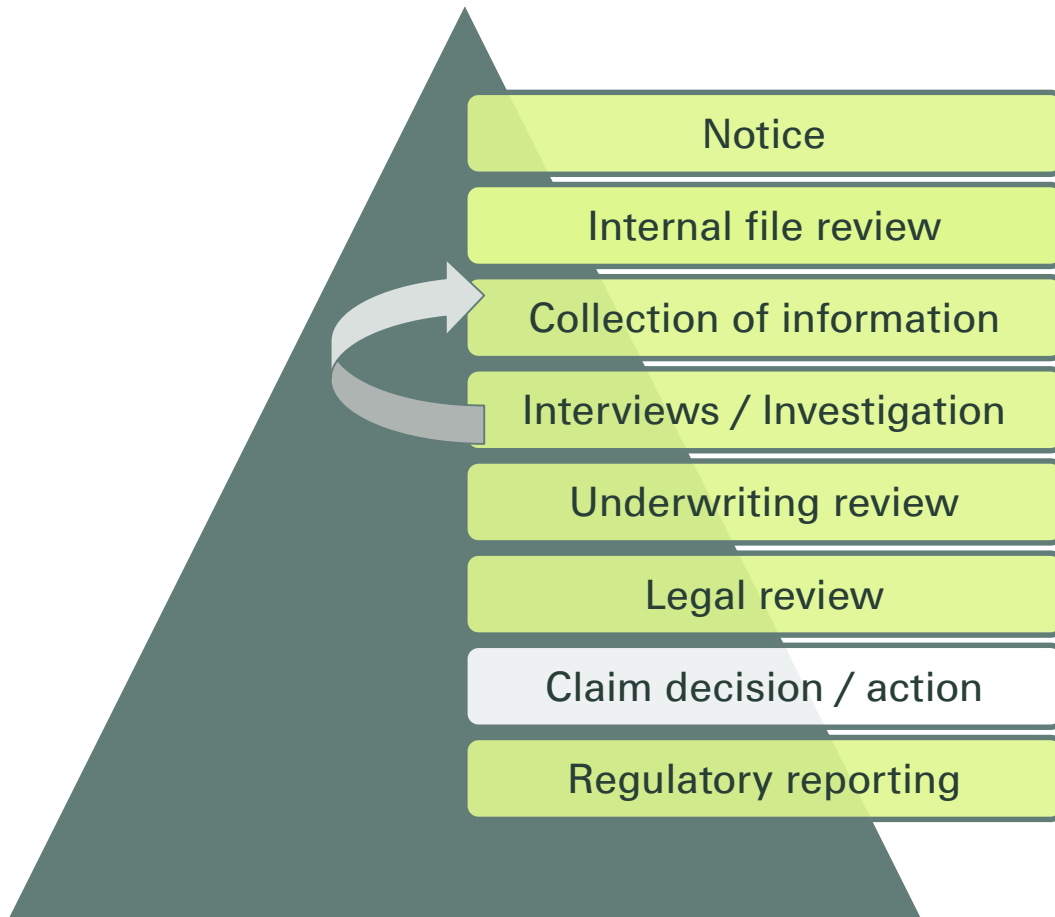 Notice
Internal file review
Collection of information
Interviews / Investigation
Underwriting review
Legal review
Claim decision / action
Regulatory reporting